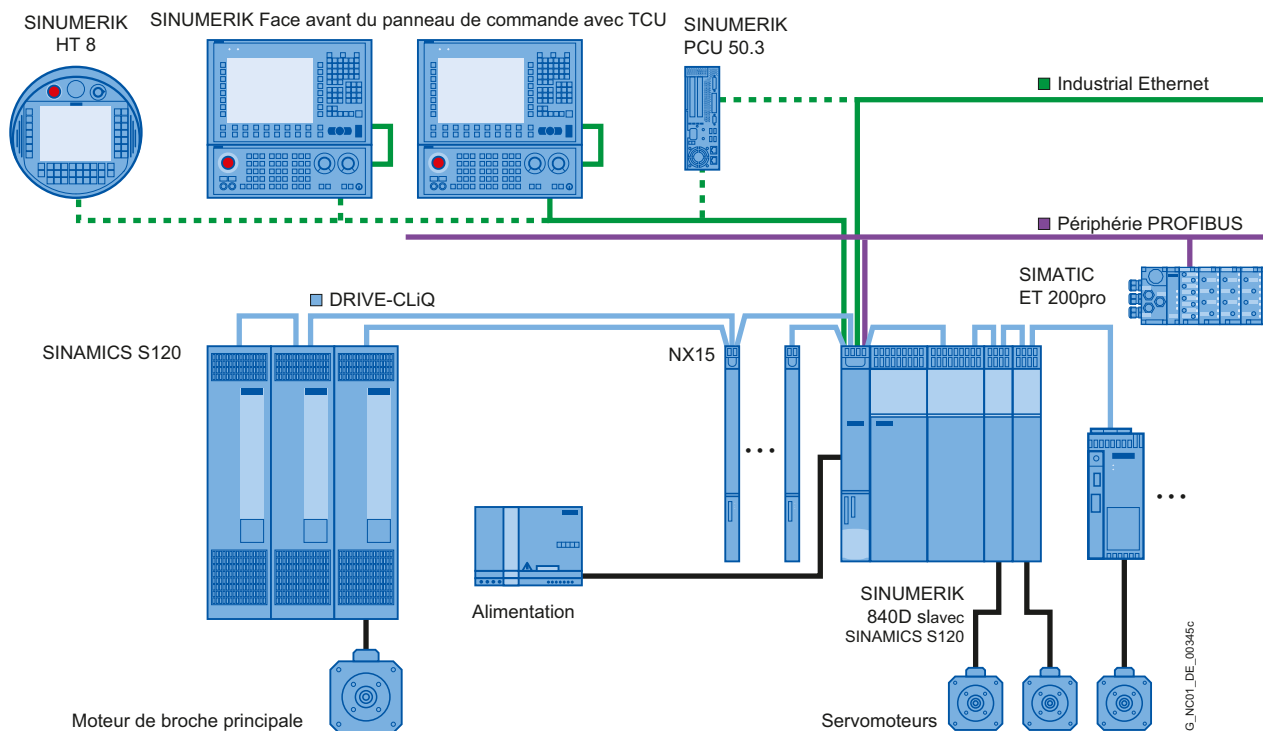 SINUMERIK
HT 8
SINUMERIK Face avant du panneau de commande avec TCU
SINUMERIK
PCU 50.3
Industrial Ethernet
Périphérie PROFIBUS
SIMATIC
ET 200pro
DRIVE-CLiQ
SINAMICS S120
NX15
...
...
Alimentation
SINUMERIK
840D slavec
SINAMICS S120
Moteur de broche principale
Servomoteurs
G_NC01_DE_00345c